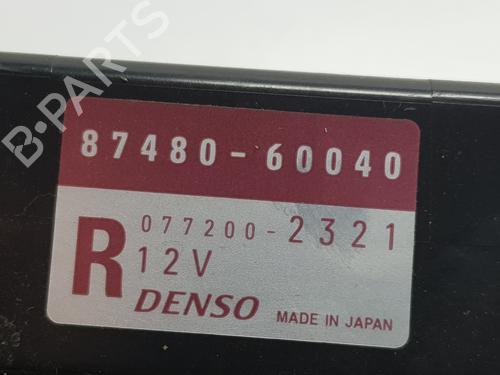 B-PARTS
87480-60040
077200-2321
R 12V
DENSO MADE IN JAPAN